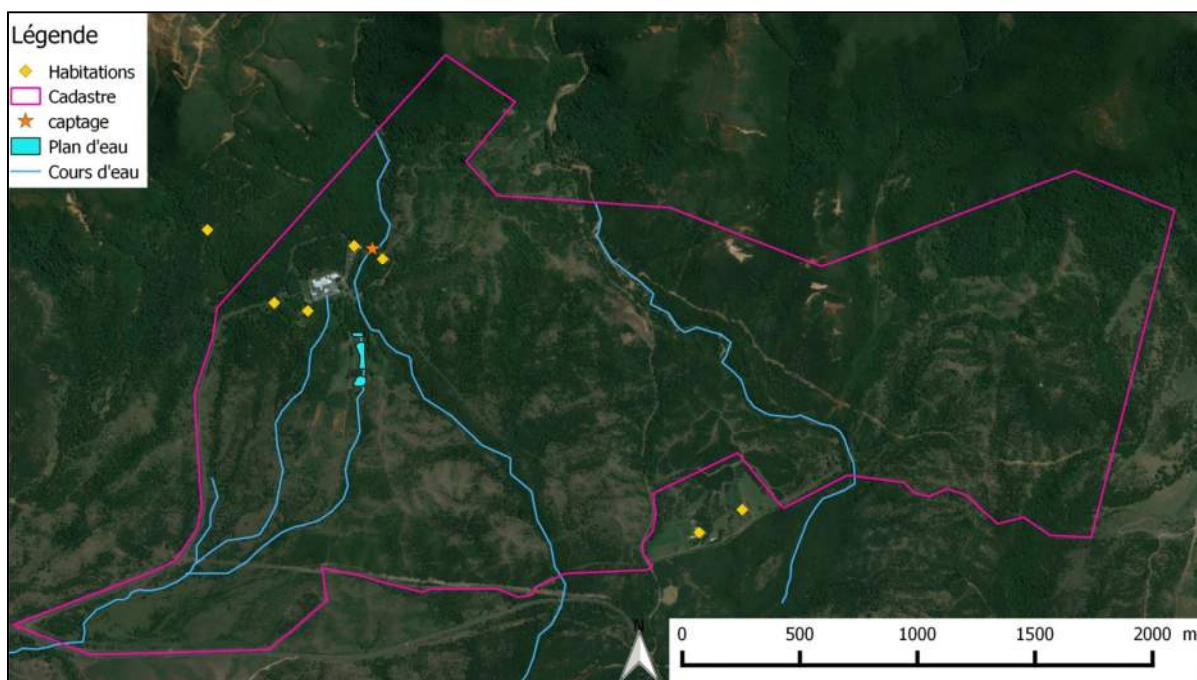 Légende
Habitations
Cadastre
captage
Plan d'eau
Cours d'eau
N
0 500 1000 1500 2000 m